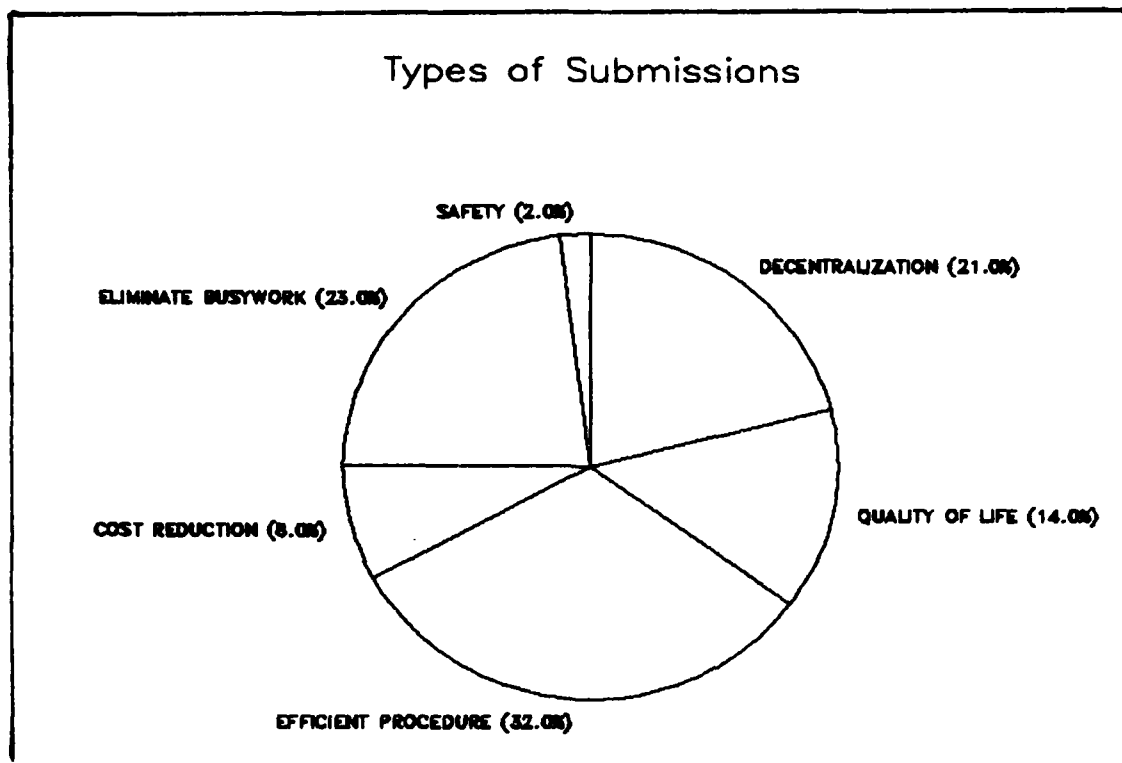 Types of Submissions
SAFETY (2.0%)
DECENTRALIZATION (21.0%)
ELIMINATE BUSYWORK (23.0%)
QUALITY OF LIFE (14.0%)
COST REDUCTION (8.0%)
EFFICIENT PROCEDURE (32.0%)